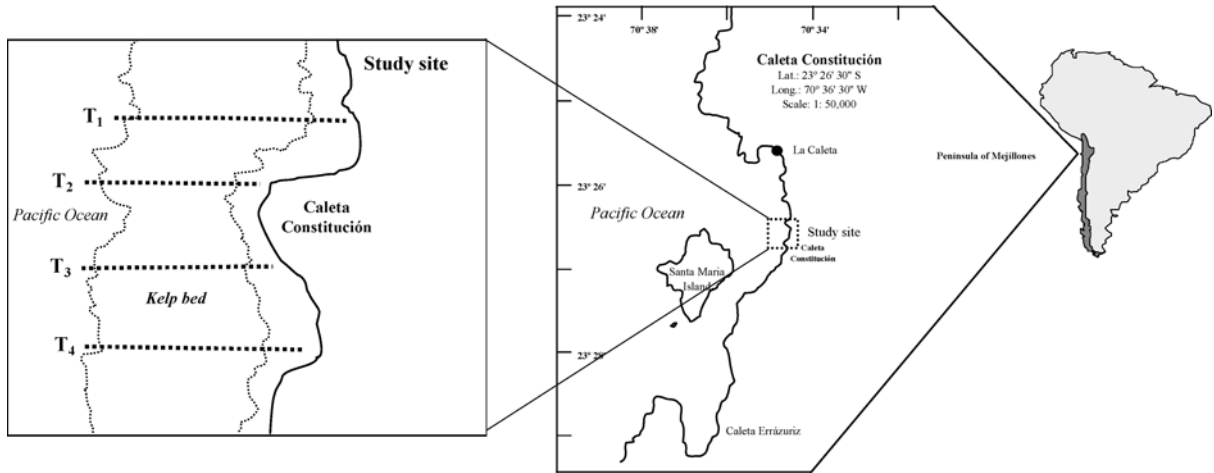 Study site
T1
T2
Pacific Ocean
Caleta
Constitución
T3
Kelp bed
T4
23° 24'
70° 38'
70° 34'
Caleta Constitución
Lat.: 23° 26' 30" S
Long.: 70° 36' 30" W
Scale: 1: 50,000
La Caleta
23° 26'
Pacific Ocean
Study site
Caleta
Constitución
Santa Maria
Island
23° 28'
Caleta Errázuriz
Peninsula of Mejillones